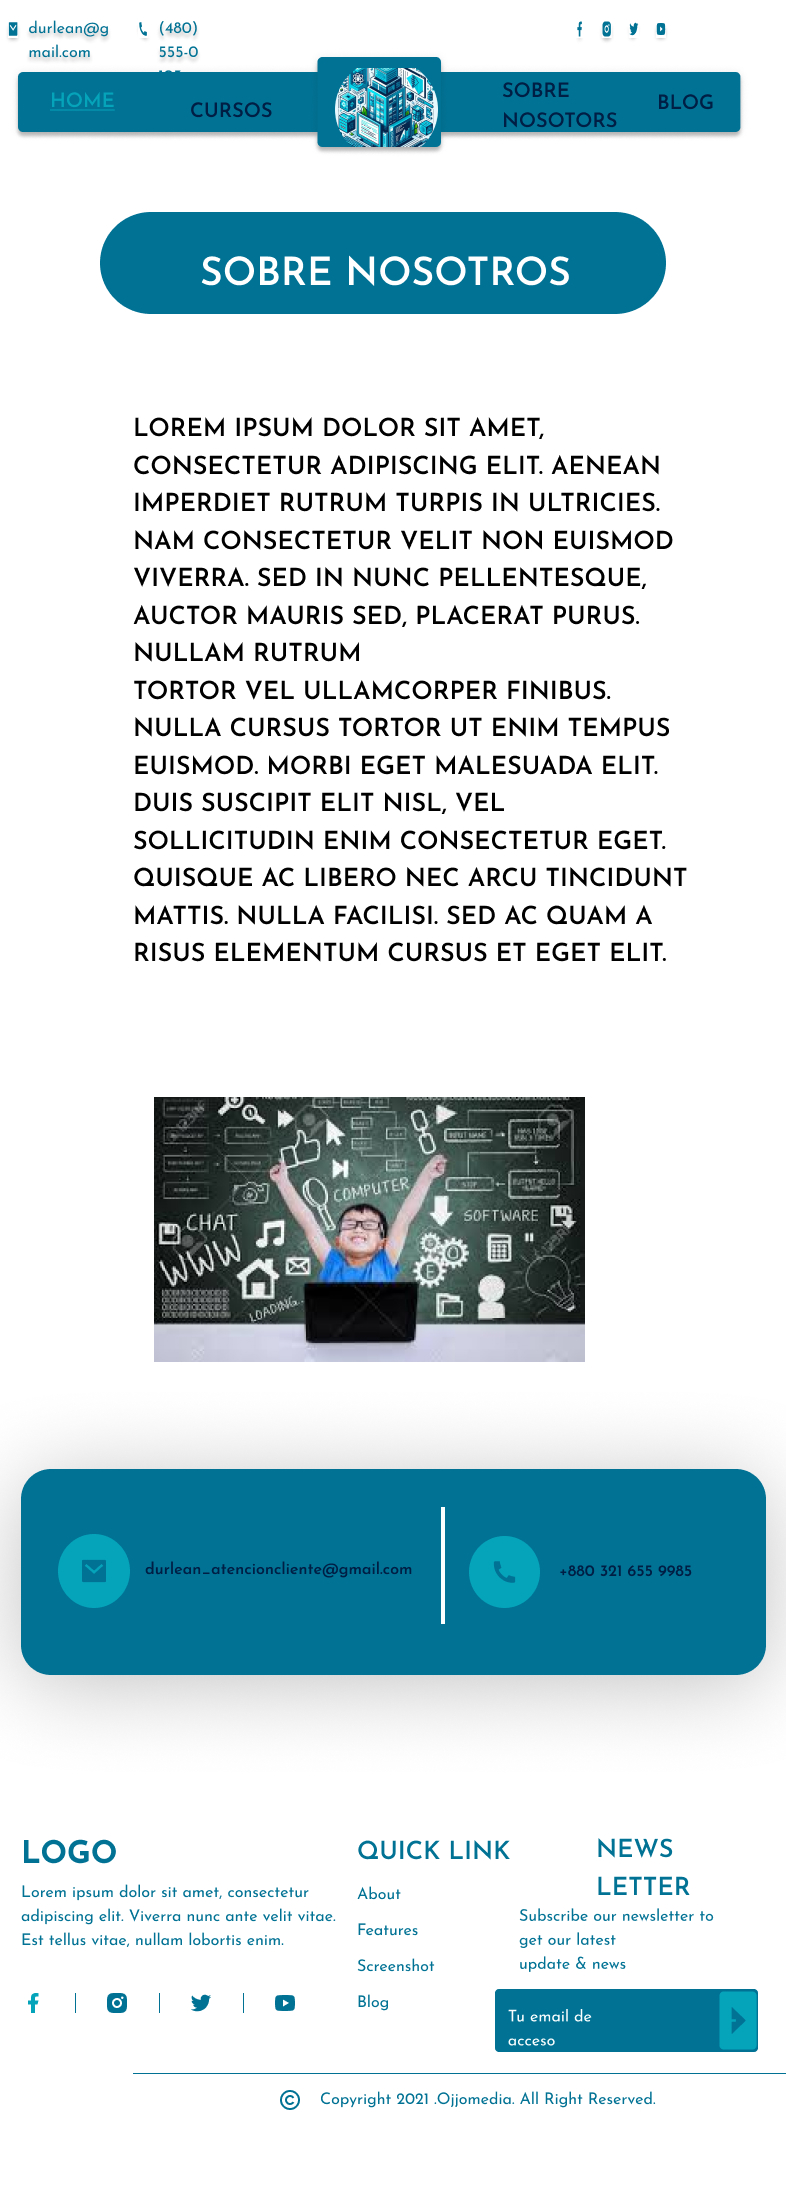 durlean@g
mail.com
(480)
555-0
HOME
CURSOS
SOBRE
NOSOTORS
BLOG
SOBRE NOSOTROS
LOREM IPSUM DOLOR SIT AMET,
CONSECTETUR ADIPISCING ELIT. AENEAN
IMPERDIET RUTRUM TURPIS IN ULTRICIES.
NAM CONSECTETUR VELIT NON EUISMOD
VIVERRA. SED IN NUNC PELLENTESQUE,
AUCTOR MAURIS SED, PLACERAT PURUS.
NULLAM RUTRUM
TORTOR VEL ULLAMCORPER FINIBUS.
NULLA CURSUS TORTOR UT ENIM TEMPUS
EUISMOD. MORBI EGET MALESUADA ELIT.
DUIS SUSCIPIT ELIT NISL, VEL
SOLLICITUDIN ENIM CONSECTETUR EGET.
QUISQUE AC LIBERO NEC ARCU TINCIDUNT
MATTIS. NULLA FACILISI. SED AC QUAM A
RISUS ELEMENTUM CURSUS ET EGET ELIT.
INPUT NAME
STOP
COMPUTER
CHAT
SOFTWARE
WWW
LOADING...
durlean_atencioncliente@gmail.com
+880 321 655 9985
LOGO
Lorem ipsum dolor sit amet, consectetur
adipiscing elit. Viverra nunc ante velit vitae.
Est tellus vitae, nullam lobortis enim.
QUICK LINK
About
Features
Screenshot
Blog
NEWS
LETTER
Subscribe our newsletter to
get our latest
update & news
Tu email de
acceso
Copyright 2021 .Ojjomedia. All Right Reserved.